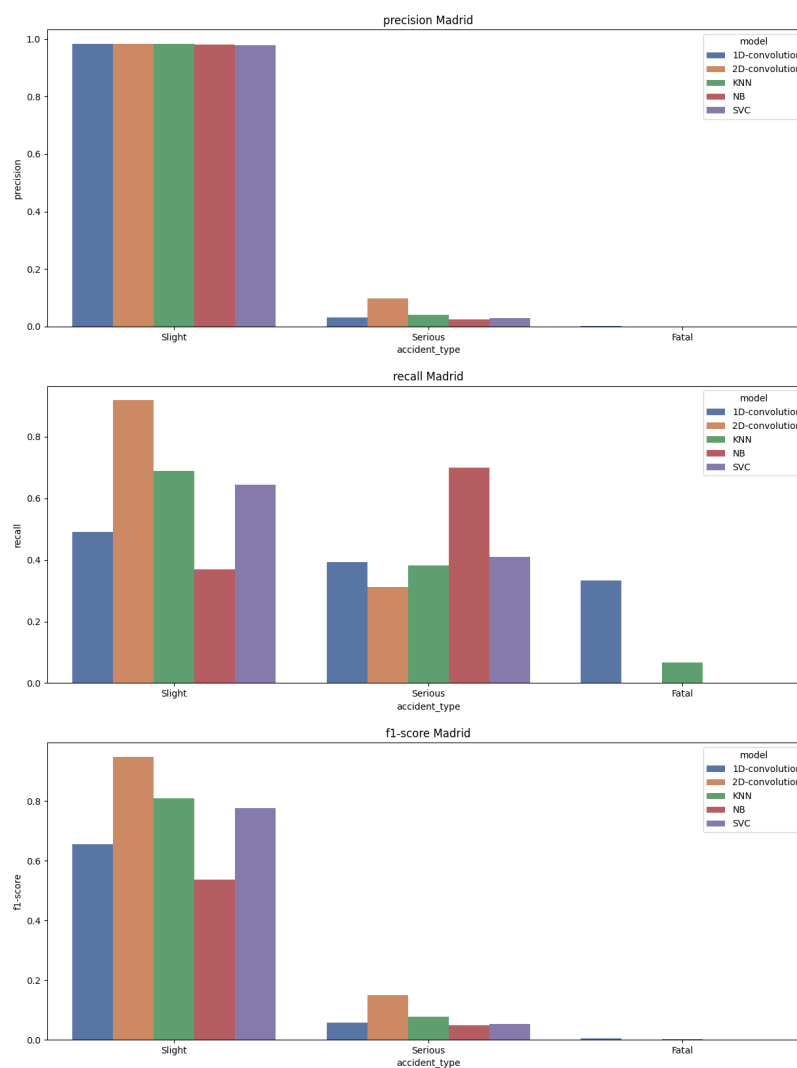 precision Madrid
model
1D-convolution
2D-convolution
KNN
NB
SVC
1.0
0.8
0.6
0.4
0.2
0.0
precision
Slight Serious Fatal
accident_type
recall Madrid
model
1D-convolution
2D-convolution
KNN
NB
SVC
0.8
0.6
0.4
0.2
0.0
recall
Slight Serious Fatal
accident_type
f1-score Madrid
model
1D-convolution
2D-convolution
KNN
NB
SVC
0.8
0.6
0.4
0.2
0.0
f1-score
Slight Serious Fatal
accident_type